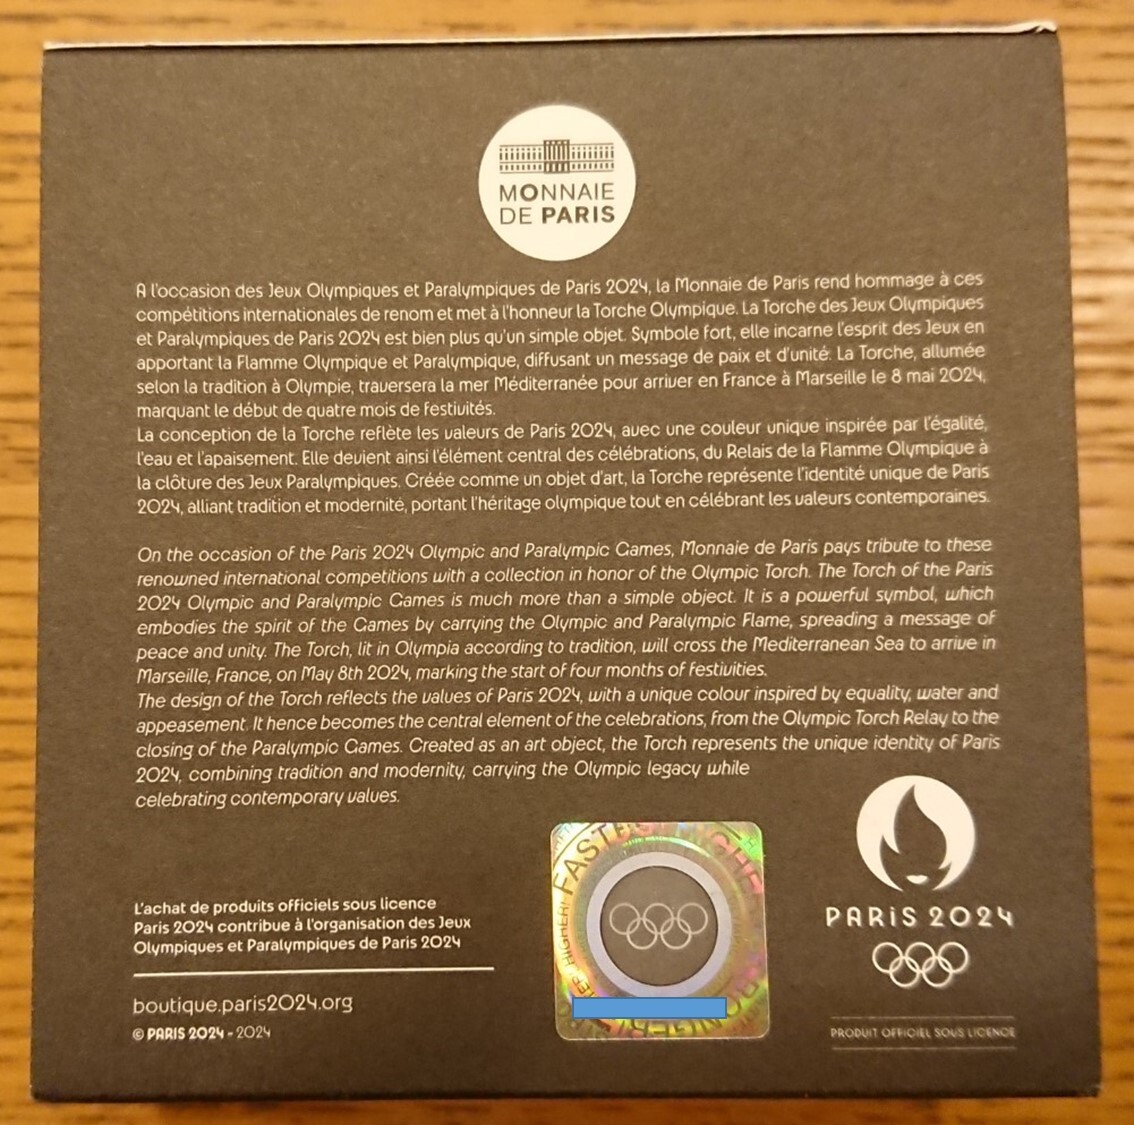 MONNAIE
DE PARIS
A l'occasion des Jeux Olympiques et Paralympiques de Paris 2024, la Monnaie de Paris rend hommage à ces
compétitions internationales de renom et met à l'honneur la Torche Olympique. La Torche des Jeux Olympiques
et Paralympiques de Paris 2024 est bien plus qu'un simple objet. Symbole fort, elle incarne l'esprit des Jeux en
apportant la Flamme Olympique et Paralympique, diffusant un message de paix et d'unité. La Torche, allumée
selon la tradition à Olympie, traversera la mer Méditerranée pour arriver en France à Marseille le 8 mai 2024,
marquant le début de quatre mois de festivités.
La conception de la Torche reflète les valeurs de Paris 2024, avec une couleur unique inspirée par l'égalité,
l'eau et l'apaisement. Elle devient ainsi l'élément central des célébrations, du Relais de la Flamme Olympique à
la clôture des Jeux Paralympiques. Créée comme un objet d'art, la Torche représente l'identité unique de Paris
2024, alliant tradition et modernité, portant l'héritage olympique tout en célébrant les valeurs contemporaines.
On the occasion of the Paris 2024 Olympic and Paralympic Games, Monnaie de Paris pays tribute to these
renowned international competitions with a collection in honor of the Olympic Torch. The Torch of the Paris
2024 Olympic and Paralympic Games is much more than a simple object. It is a powerful symbol, which
embodies the spirit of the Games by carrying the Olympic and Paralympic Flame, spreading a message of
peace and unity. The Torch, lit in Olympia according to tradition, will cross the Mediterranean Sea to arrive in
Marseille, France, on May 8th 2024, marking the start of four months of festivities.
The design of the Torch reflects the values of Paris 2024, with a unique colour inspired by equality, water and
appeasement. It hence becomes the central element of the celebrations, from the Olympic Torch Relay to the
closing of the Paralympic Games. Created as an art object, the Torch represents the unique identity of Paris
2024, combining tradition and modernity, carrying the Olympic legacy while
celebrating contemporary values.
L'achat de produits officiels sous licence
Paris 2024 contribue à l'organisation des Jeux
Olympiques et Paralympiques de Paris 2024
boutique.paris2024.org
© PARIS 2024 - 2024
PARIS 2024
PRODUIT OFFICIEL SOUS LICENCE